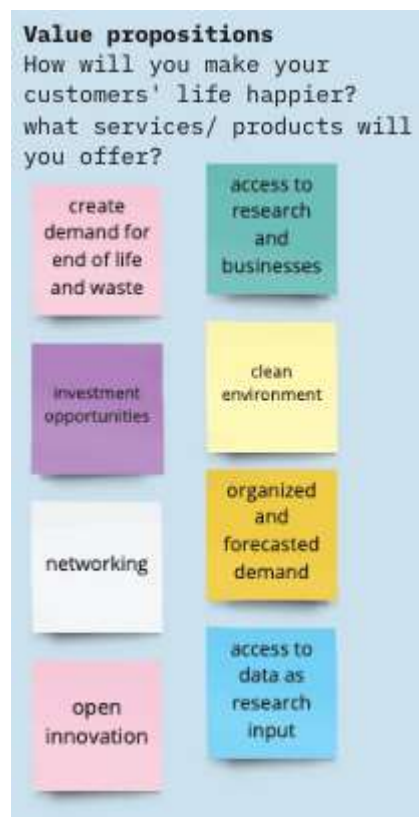 Value propositions
How will you make your
customers' life happier?
what services/ products will
you offer?
create
demand for
end of life
and waste
access to
research
and
businesses
investment
opportunities
clean
environment
networking
organized
and
forecasted
demand
open
innovation
access to
data as
research
input